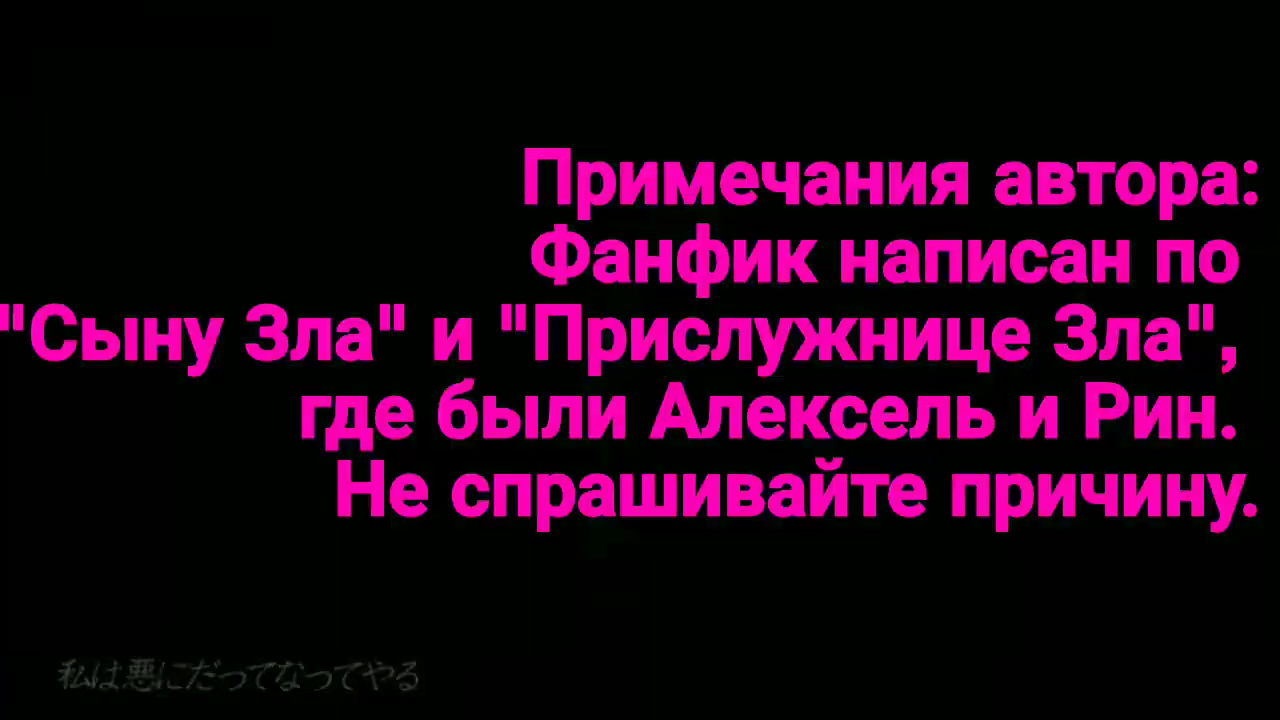 Примечания автора:
Фанфик написан по
"Сыну Зла" и "Прислужнице Зла",
где были Алексель и Рин.
Не спрашивайте причину.
私は悪にだってなってやる